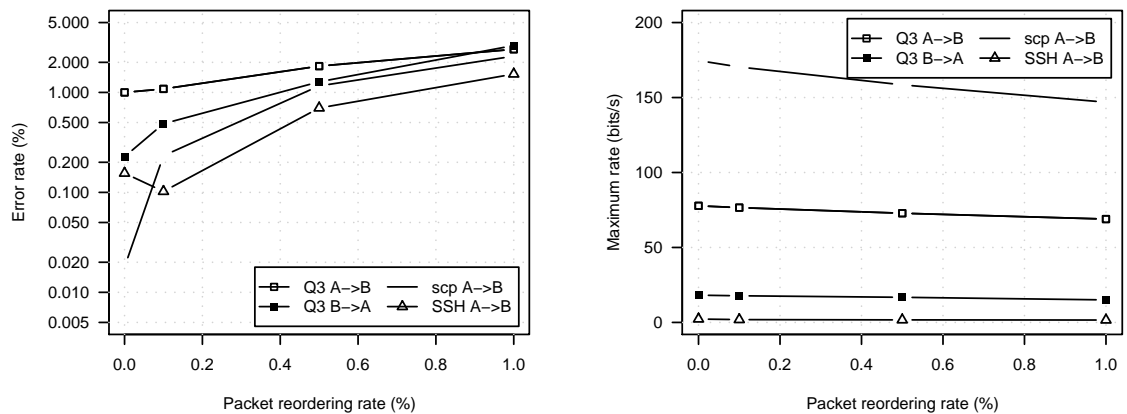 5.000
2.000
1.000
0.500
0.200
0.100
0.050
0.020
0.010
0.005
Error rate (%)
Q3 A−>B
scp A−>B
Q3 B−>A
SSH A−>B
0.0 0.2 0.4 0.6 0.8 1.0
Packet reordering rate (%)
200
150
100
50
0
Maximum rate (bits/s)
Q3 A−>B
scp A−>B
Q3 B−>A
SSH A−>B
0.0 0.2 0.4 0.6 0.8 1.0
Packet reordering rate (%)